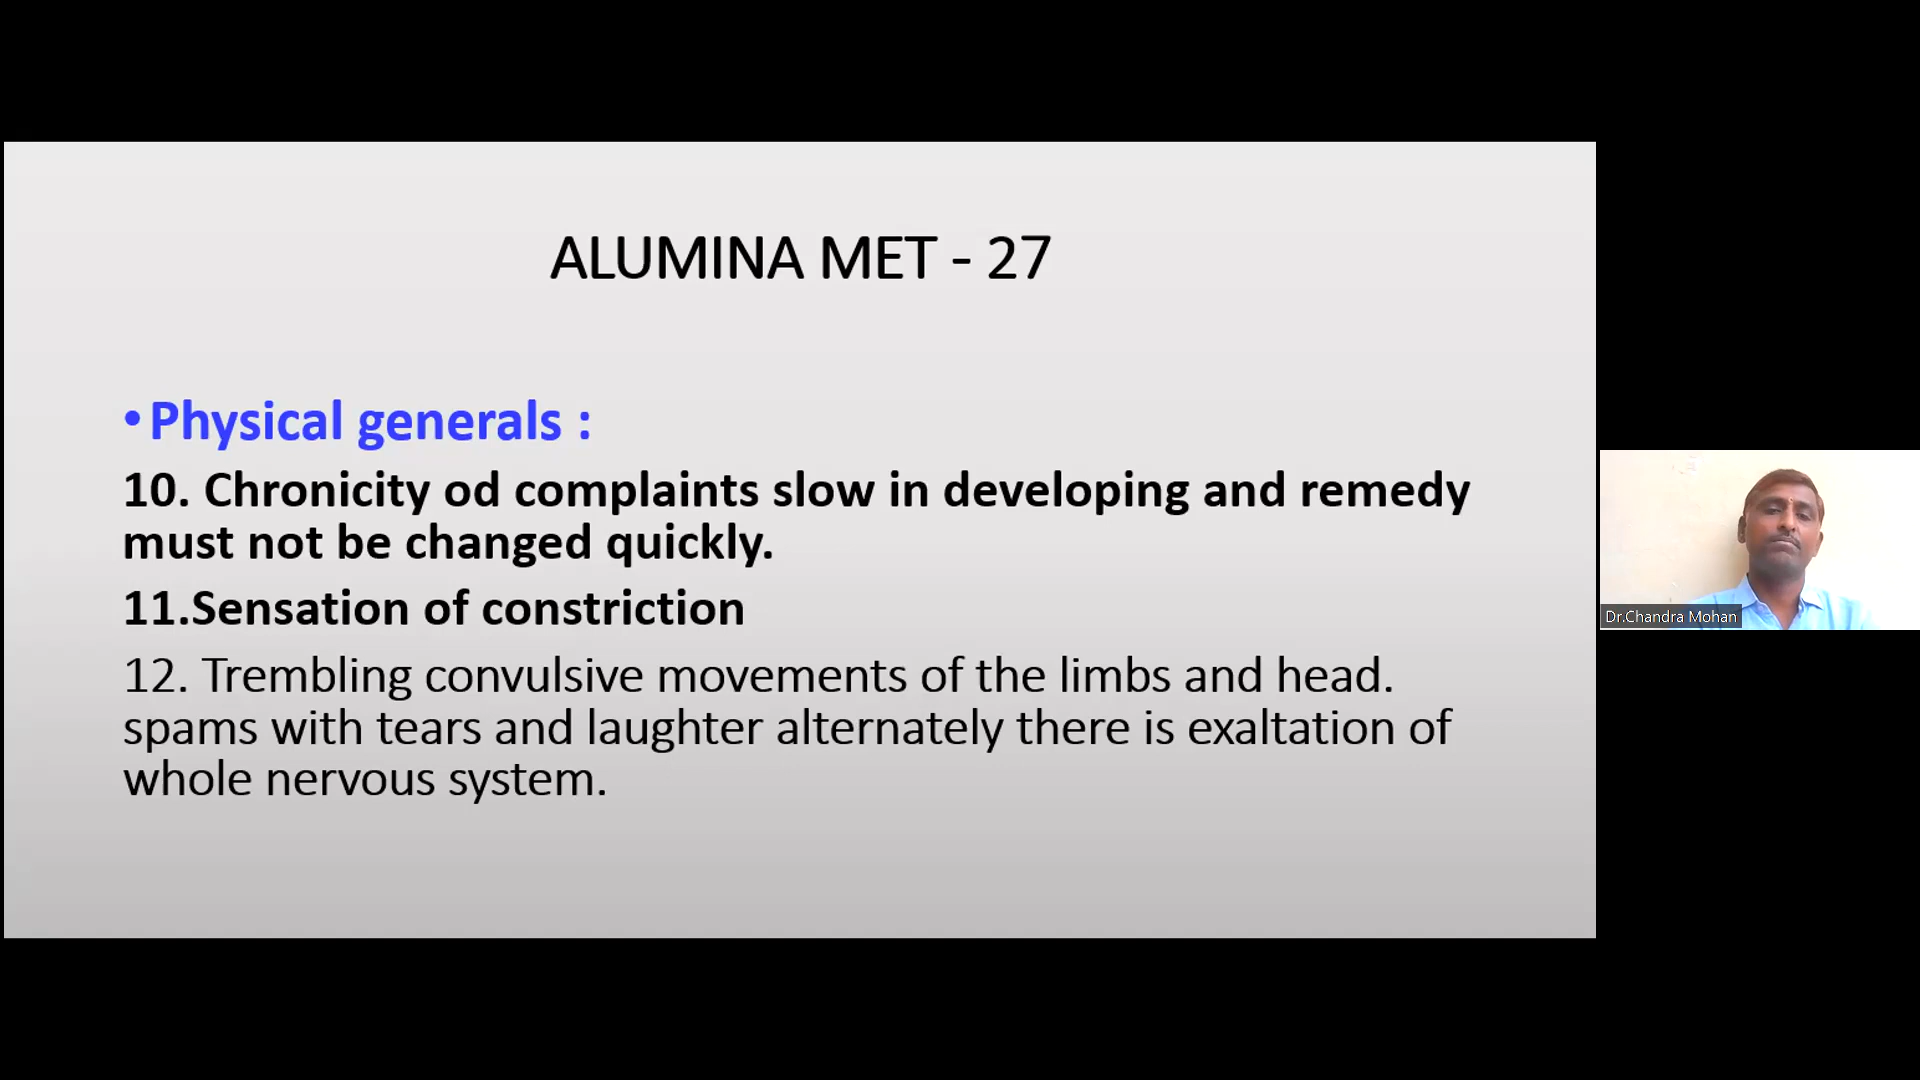 ALUMINA MET - 27
•Physical generals :
10. Chronicity od complaints slow in developing and remedy
must not be changed quickly.
11.Sensation of constriction
12. Trembling convulsive movements of the limbs and head.
spams with tears and laughter alternately there is exaltation of
whole nervous system.
Dr.Chandra Mohan